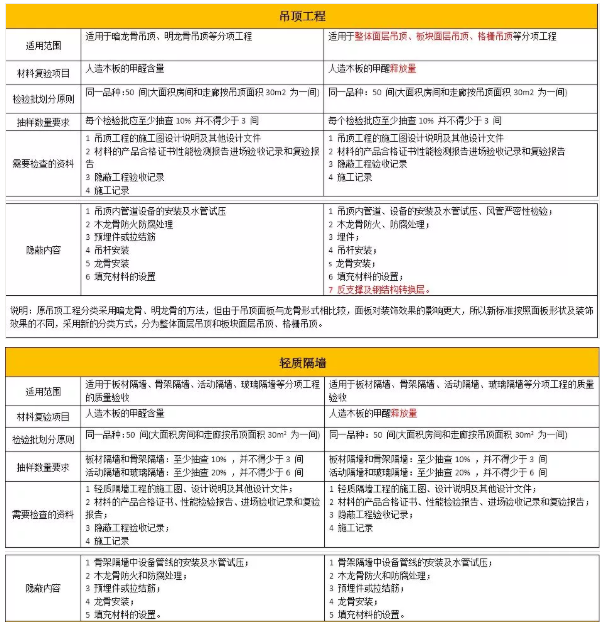 吊顶工程
适用范围
适用于暗龙骨吊顶、明龙骨吊顶等分项工程
适用于整体面层吊顶、板块面层吊顶、格栅吊顶等分项工程
材料复验项目
人造木板的甲醛含量
人造木板的甲醛释放量
检验批划分原则
同一品种:50 间(大面积房间和走廊按吊顶面积 30m2 为一间)
同一品种:50 间(大面积房间和走廊按吊顶面积 30m2 为一间)
抽样数量要求
每个检验批应至少抽查 10% 并不得少于 3 间
每个检验批应至少抽查 10% 并不得少于 3 间
需要检查的资料
1 吊顶工程的施工图设计说明及其他设计文件
2 材料的产品合格证书性能检测报告进场验收记录和复验报
告
3 隐蔽工程验收记录
4 施工记录
1 吊顶工程的施工图设计说明及其他设计文件
2 材料的产品合格证书性能检测报告进场验收记录和复验报告
3 隐蔽工程验收记录
4 施工记录
隐蔽内容
1 吊顶内管道设备的安装及水管试压
2 木龙骨防火防腐处理
3 预埋件或拉结筋
4 吊杆安装
5 龙骨安装
6 填充材料的设置
1 吊顶内管道、设备的安装及水管试压、风管严密性检验;
2 木龙骨防火、防腐处理;
3 埋件;
4 吊杆安装;
5 龙骨安装;
6 填充材料的设置;
7 反支撑及钢结构转换层。
说明:原吊顶工程分类采用暗龙骨、明龙骨的方法,但由于吊顶面板与龙骨形式相比较,面板对装饰效果的影响更大,所以新标准按照面板形状及装饰
效果的不同,采用新的分类方式,分为整体面层吊顶和板块面层吊顶、格栅吊顶。
轻质隔墙
适用范围
适用于板材隔墙、骨架隔墙、活动隔墙、玻璃隔墙等分项工程
的质量验收
适用于板材隔墙、骨架隔墙、活动隔墙、玻璃隔墙等分项工程的质量
验收
材料复验项目
人造木板的甲醛含量
人造木板的甲醛释放量
检验批划分原则
同一品种:50 间(大面积房间和走廊按吊顶面积 30m² 为一间)
同一品种:50 间(大面积房间和走廊按吊顶面积 30m² 为一间)
抽样数量要求
板材隔墙和骨架隔墙:至少抽查 10% ,并不得少于 3 间
活动隔墙和玻璃隔墙:至少抽查 20% ,并不得少于 6 间
板材隔墙和骨架隔墙:至少抽查 10% ,并不得少于 3 间
活动隔墙和玻璃隔墙:至少抽查 20% ,并不得少于 6 间
需要检查的资料
1 轻质隔墙工程的施工图、设计说明及其他设计文件;
2 材料的产品合格证书、性能检验报告、进场验收记录和复验
报告;
3 隐蔽工程验收记录;
4 施工记录
1 轻质隔墙工程的施工图、设计说明及其他设计文件;
2 材料的产品合格证书、性能检验报告、进场验收记录和复验报告;
3 隐蔽工程验收记录;
4 施工记录
隐蔽内容
1 骨架隔墙中设备管线的安装及水管试压;
2 木龙骨防火和防腐处理;
3 预埋件或拉结筋;
4 龙骨安装;
5 填充材料的设置。
1 骨架隔墙中设备管线的安装及水管试压;
2 木龙骨防火和防腐处理;
3 预埋件或拉结筋;
4 龙骨安装;
5 填充材料的设置。